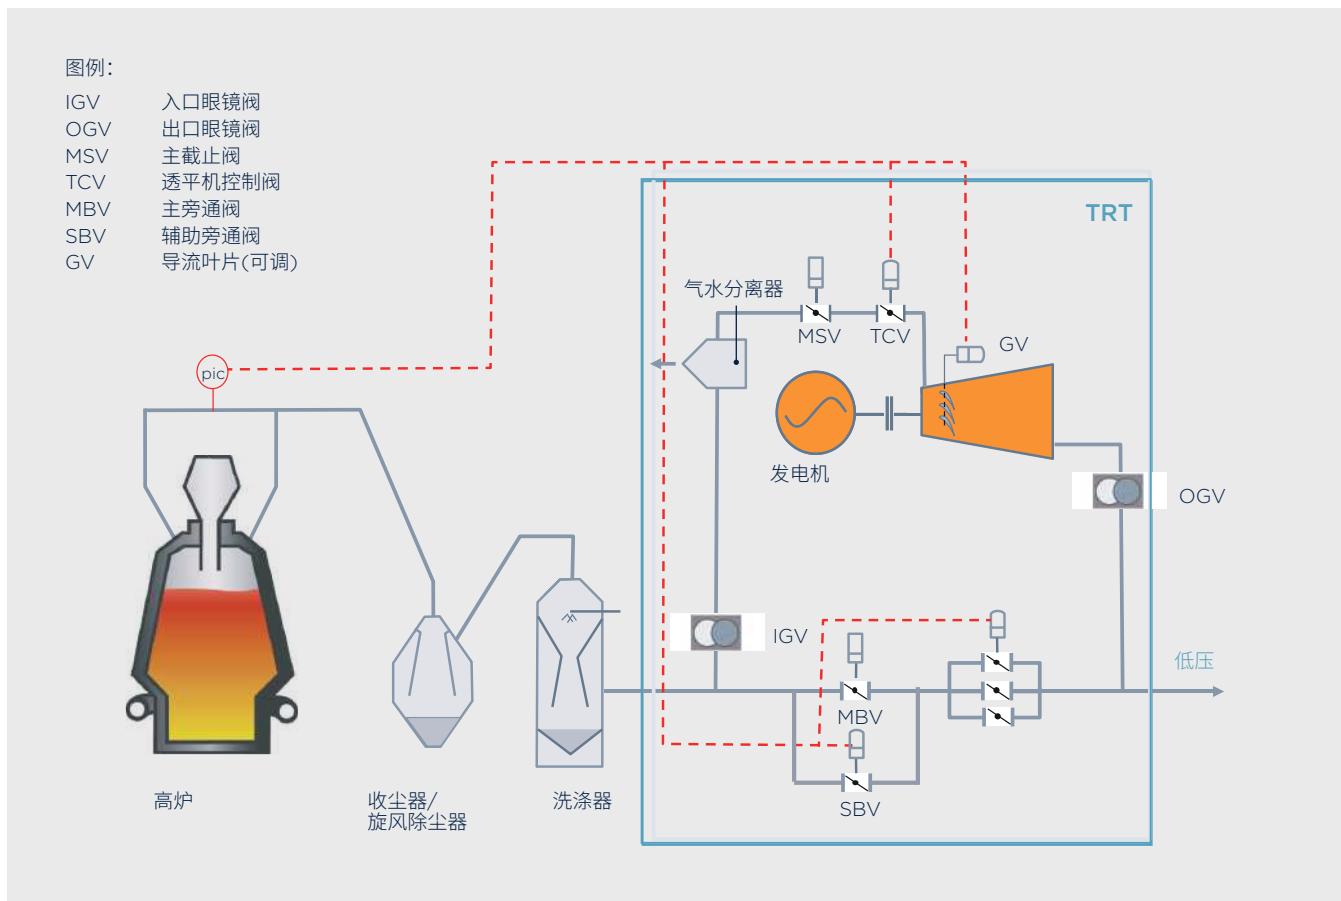 图例：
IGV 入口眼镜阀
OGV 出口眼镜阀
MSV 主截止阀
TCV 透平机控制阀
MBV 主旁通阀
SBV 辅助旁通阀
GV 导流叶片(可调)
TRT
气水分离器
MSV
TCV
GV
pic
发电机
OGV
IGV
低压
MBV
SBV
高炉
收尘器/
旋风除尘器
洗涤器